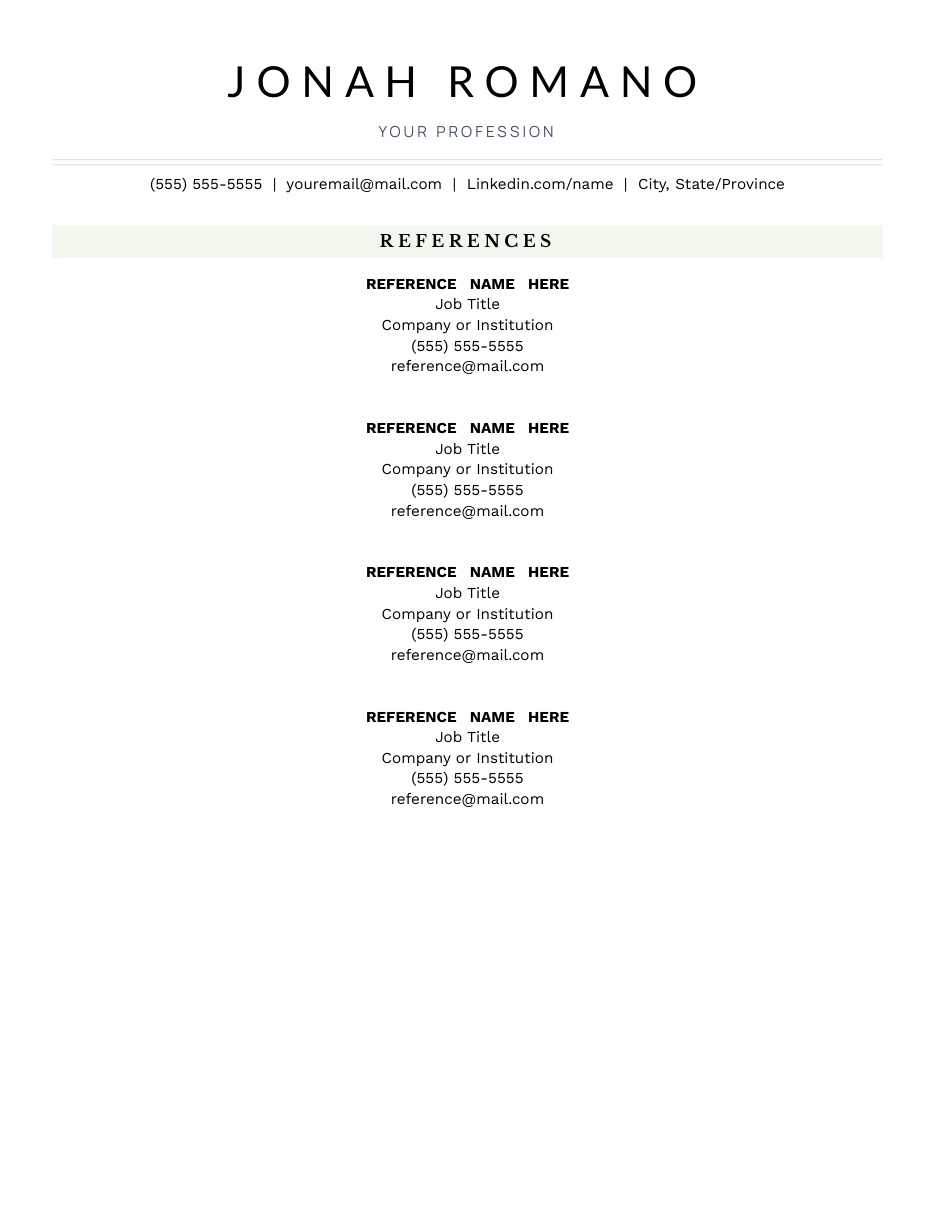 JONAH ROMANO
YOUR PROFESSION
(555) 555-5555 | youremail@mail.com | Linkedin.com/name | City, State/Province
REFERENCES
REFERENCE NAME HERE
Job Title
Company or Institution
(555) 555-5555
reference@mail.com
REFERENCE NAME HERE
Job Title
Company or Institution
(555) 555-5555
reference@mail.com
REFERENCE NAME HERE
Job Title
Company or Institution
(555) 555-5555
reference@mail.com
REFERENCE NAME HERE
Job Title
Company or Institution
(555) 555-5555
reference@mail.com